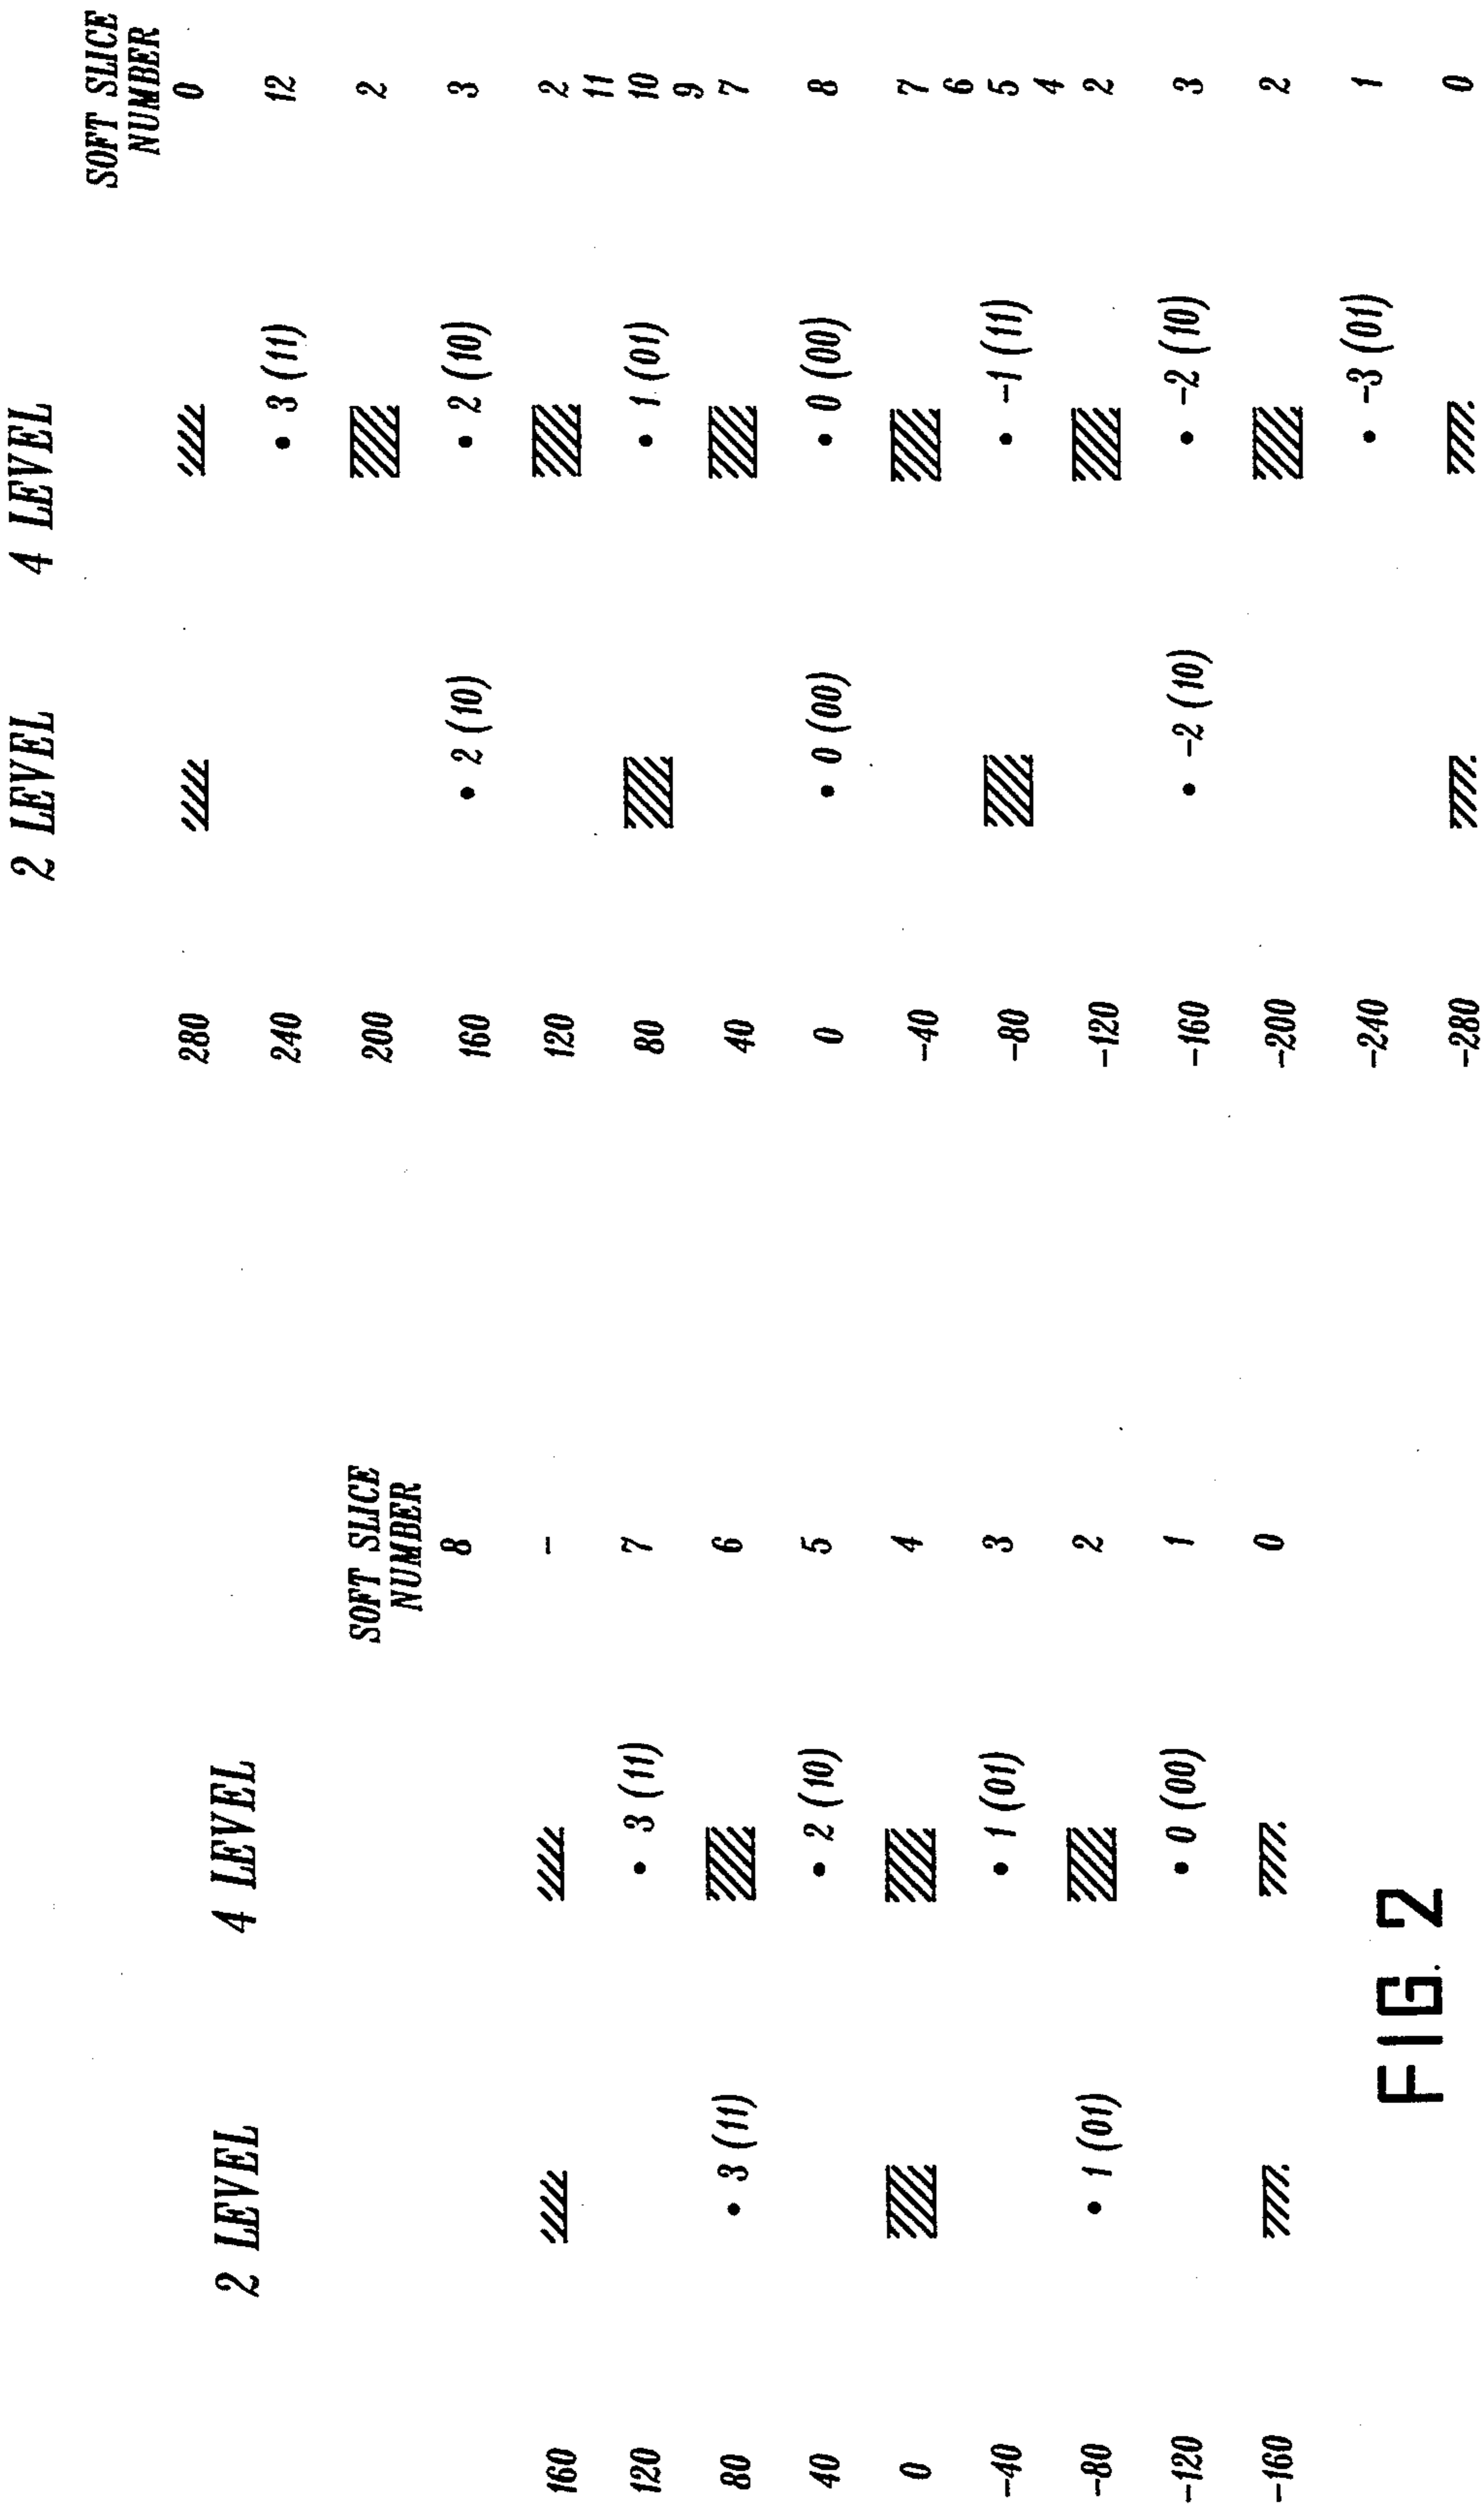 2 LEVEL 4 LEVEL
SOFT SLICE
NUMBER
8
160 -
120 3 (11) 7
80 3 (11) 6
40 2 (10) 5
0 4
-40 1 (01) 3
-80 1 (01) 2
-120 0 (00) 1
-160 0
2 LEVEL 4 LEVEL
SOFT SLICE
NUMBER
280 0
240 3 (11) 12
200 2
160 2 (10) 2 (10) 3
120 2
11
80 1 (01) 10
9
40 7
0 0 (00) 0 (00) 8
-40 7
6
-80 -1 (11) 5
4
-120 2
-160 -2 (10) -2 (10) 3
-200 2
-240 -3 (01) 1
-280 0
FIG. 2